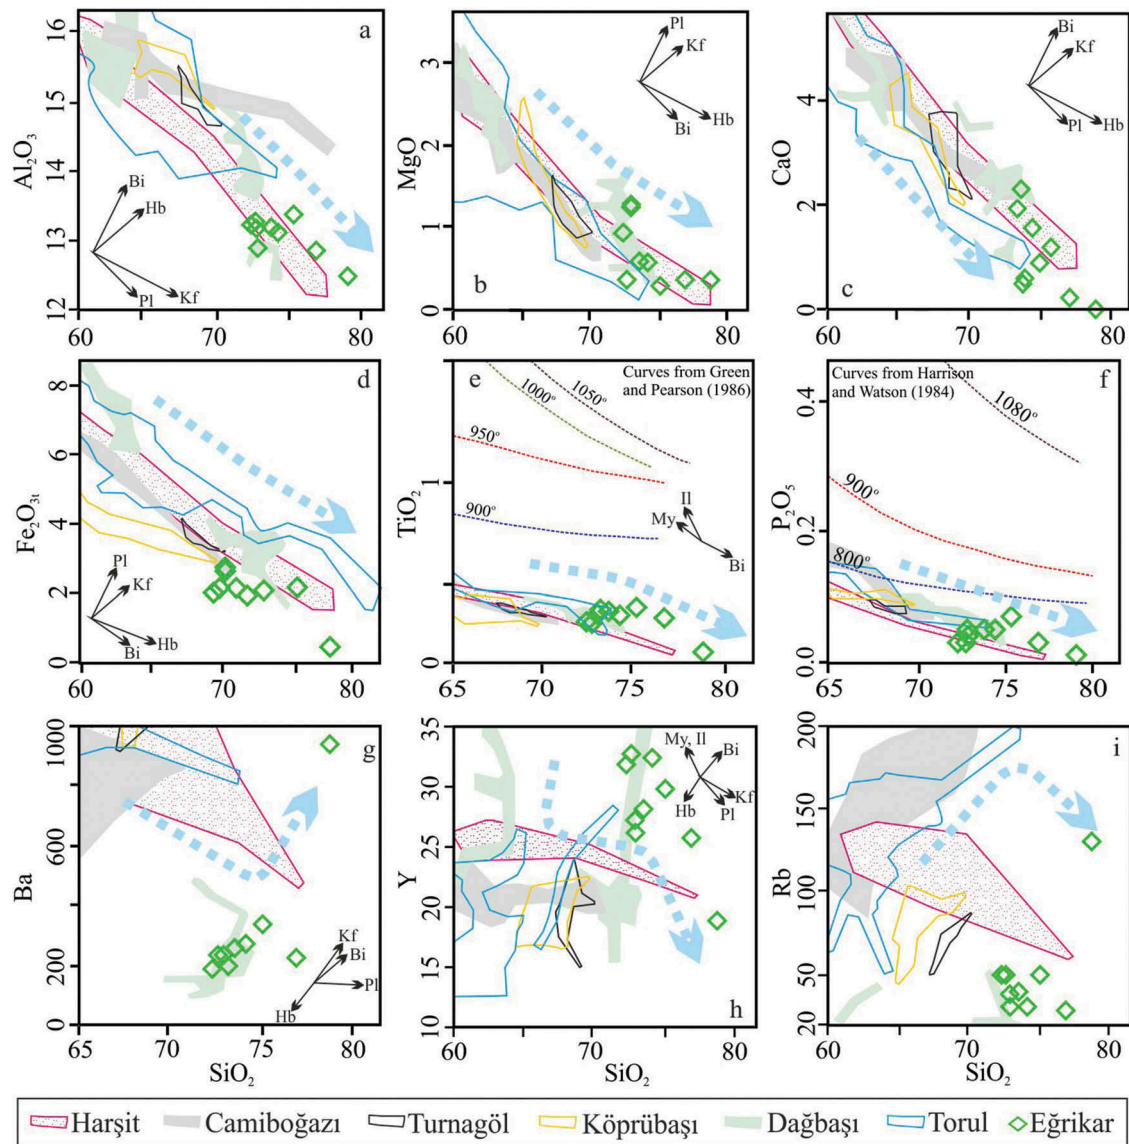 16
15
14
13
12
Al2O3
a
Bi
Hb
Pl
Kf
60
70
80
3
2
1
0
MgO
b
Pl
Kf
Bi
Hb
60
70
80
4
2
0
CaO
c
Bi
Kf
Pl
Hb
60
70
80
8
6
4
2
0
Fe2O3t
d
Pl
Kf
Bi
Hb
60
70
80
1
0
TiO2
e
Curves from Green
and Pearson (1986)
1050°
1000°
950°
900°
Il
My
Bi
65
70
75
80
0.4
0.2
0.0
P2O5
f
Curves from Harrison
and Watson (1984)
1080°
900°
800°
65
70
75
80
1000
600
200
0
Ba
g
Kf
Bi
Pl
Hb
65
70
75
80
SiO2
35
30
25
20
15
10
Y
h
My, Il
Bi
Kf
Hb
Pl
60
70
80
SiO2
200
150
100
50
20
Rb
i
60
70
80
SiO2
Harşit Camiboğazı Turnagöl Köprübaşı Dağbaşı Torul Eğrikar